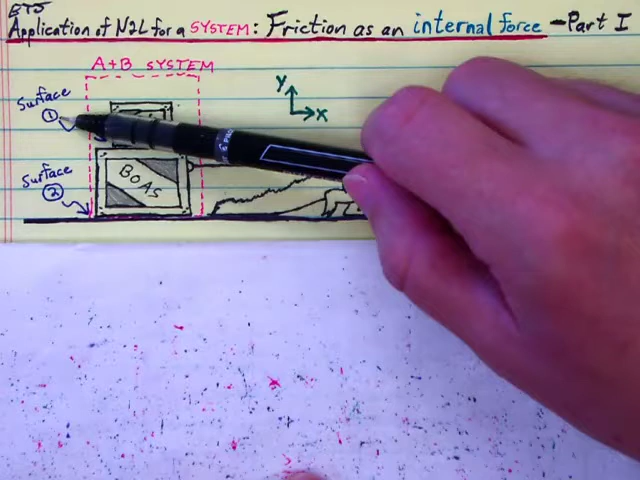 ETS
Application of N2L for a SYSTEM: Friction as an internal force - Part I
A+B SYSTEM
Surface
①
y
x
Surface
②
BOAS